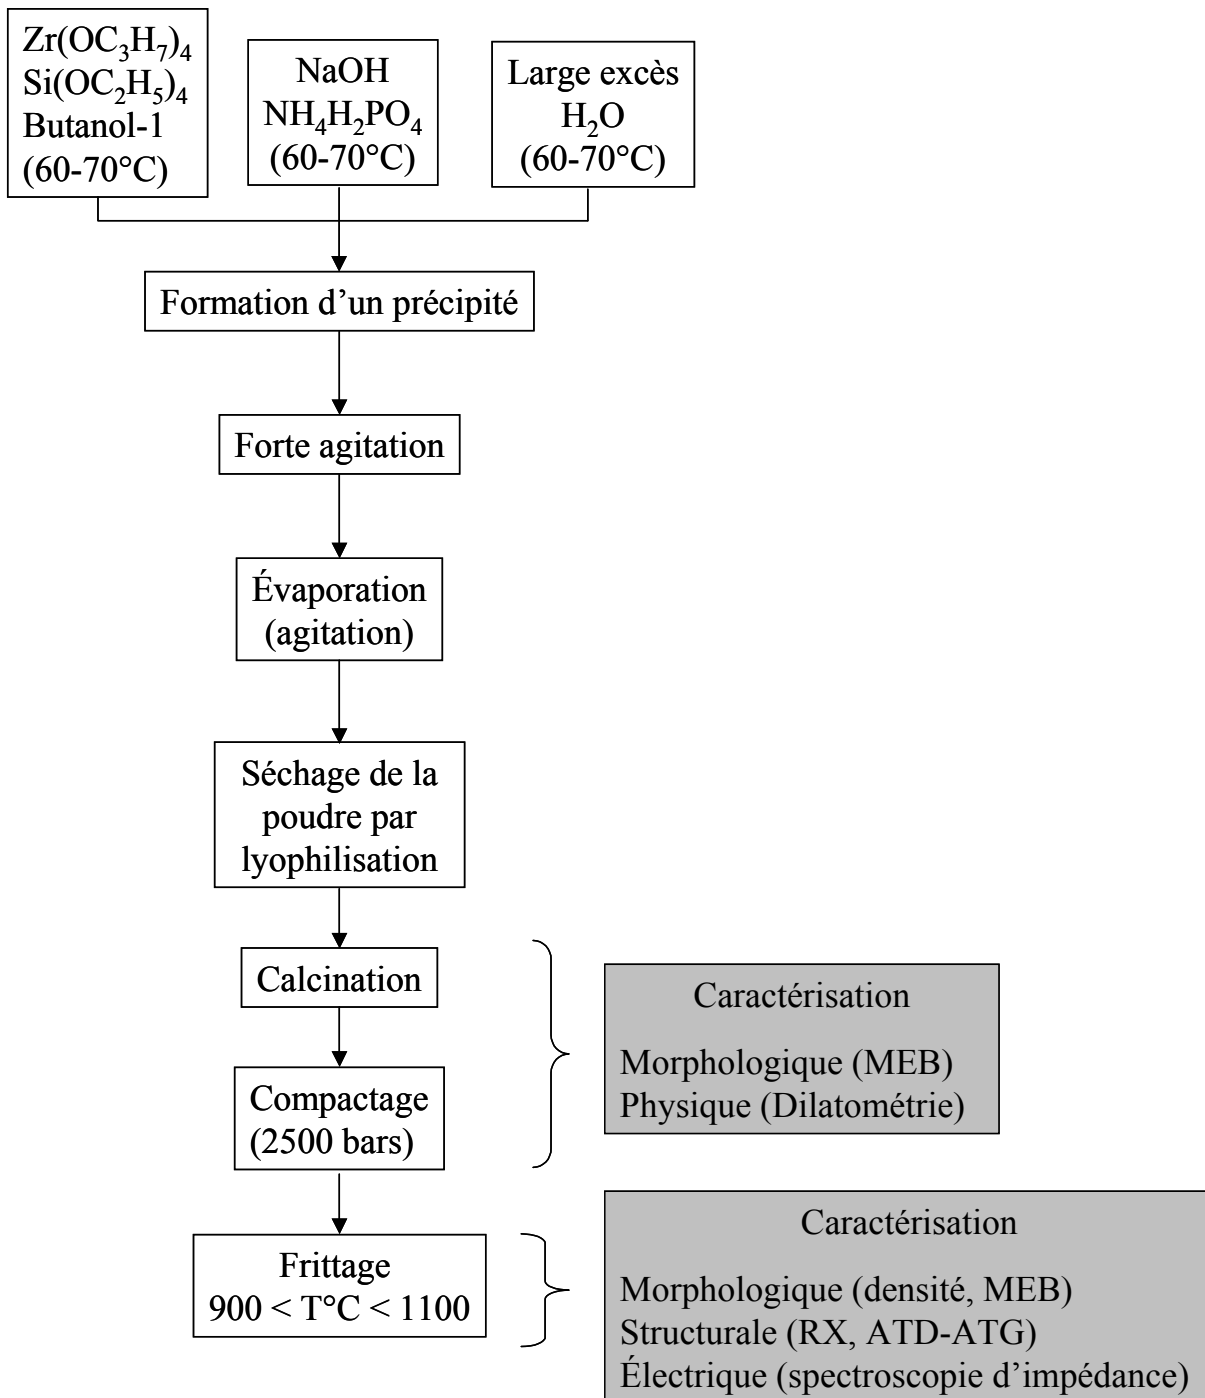 Zr(OC₃H₇)₄
Si(OC₂H₅)₄
Butanol-1
(60-70°C)
NaOH
NH₄H₂PO₄
(60-70°C)
Large excès
H₂O
(60-70°C)
Formation d'un précipité
Forte agitation
Évaporation
(agitation)
Séchage de la
poudre par
lyophilisation
Calcination
Compactage
(2500 bars)
Caractérisation
Morphologique (MEB)
Physique (Dilatométrie)
Frittage
900 < T°C < 1100
Caractérisation
Morphologique (densité, MEB)
Structurale (RX, ATD-ATG)
Électrique (spectroscopie d'impédance)